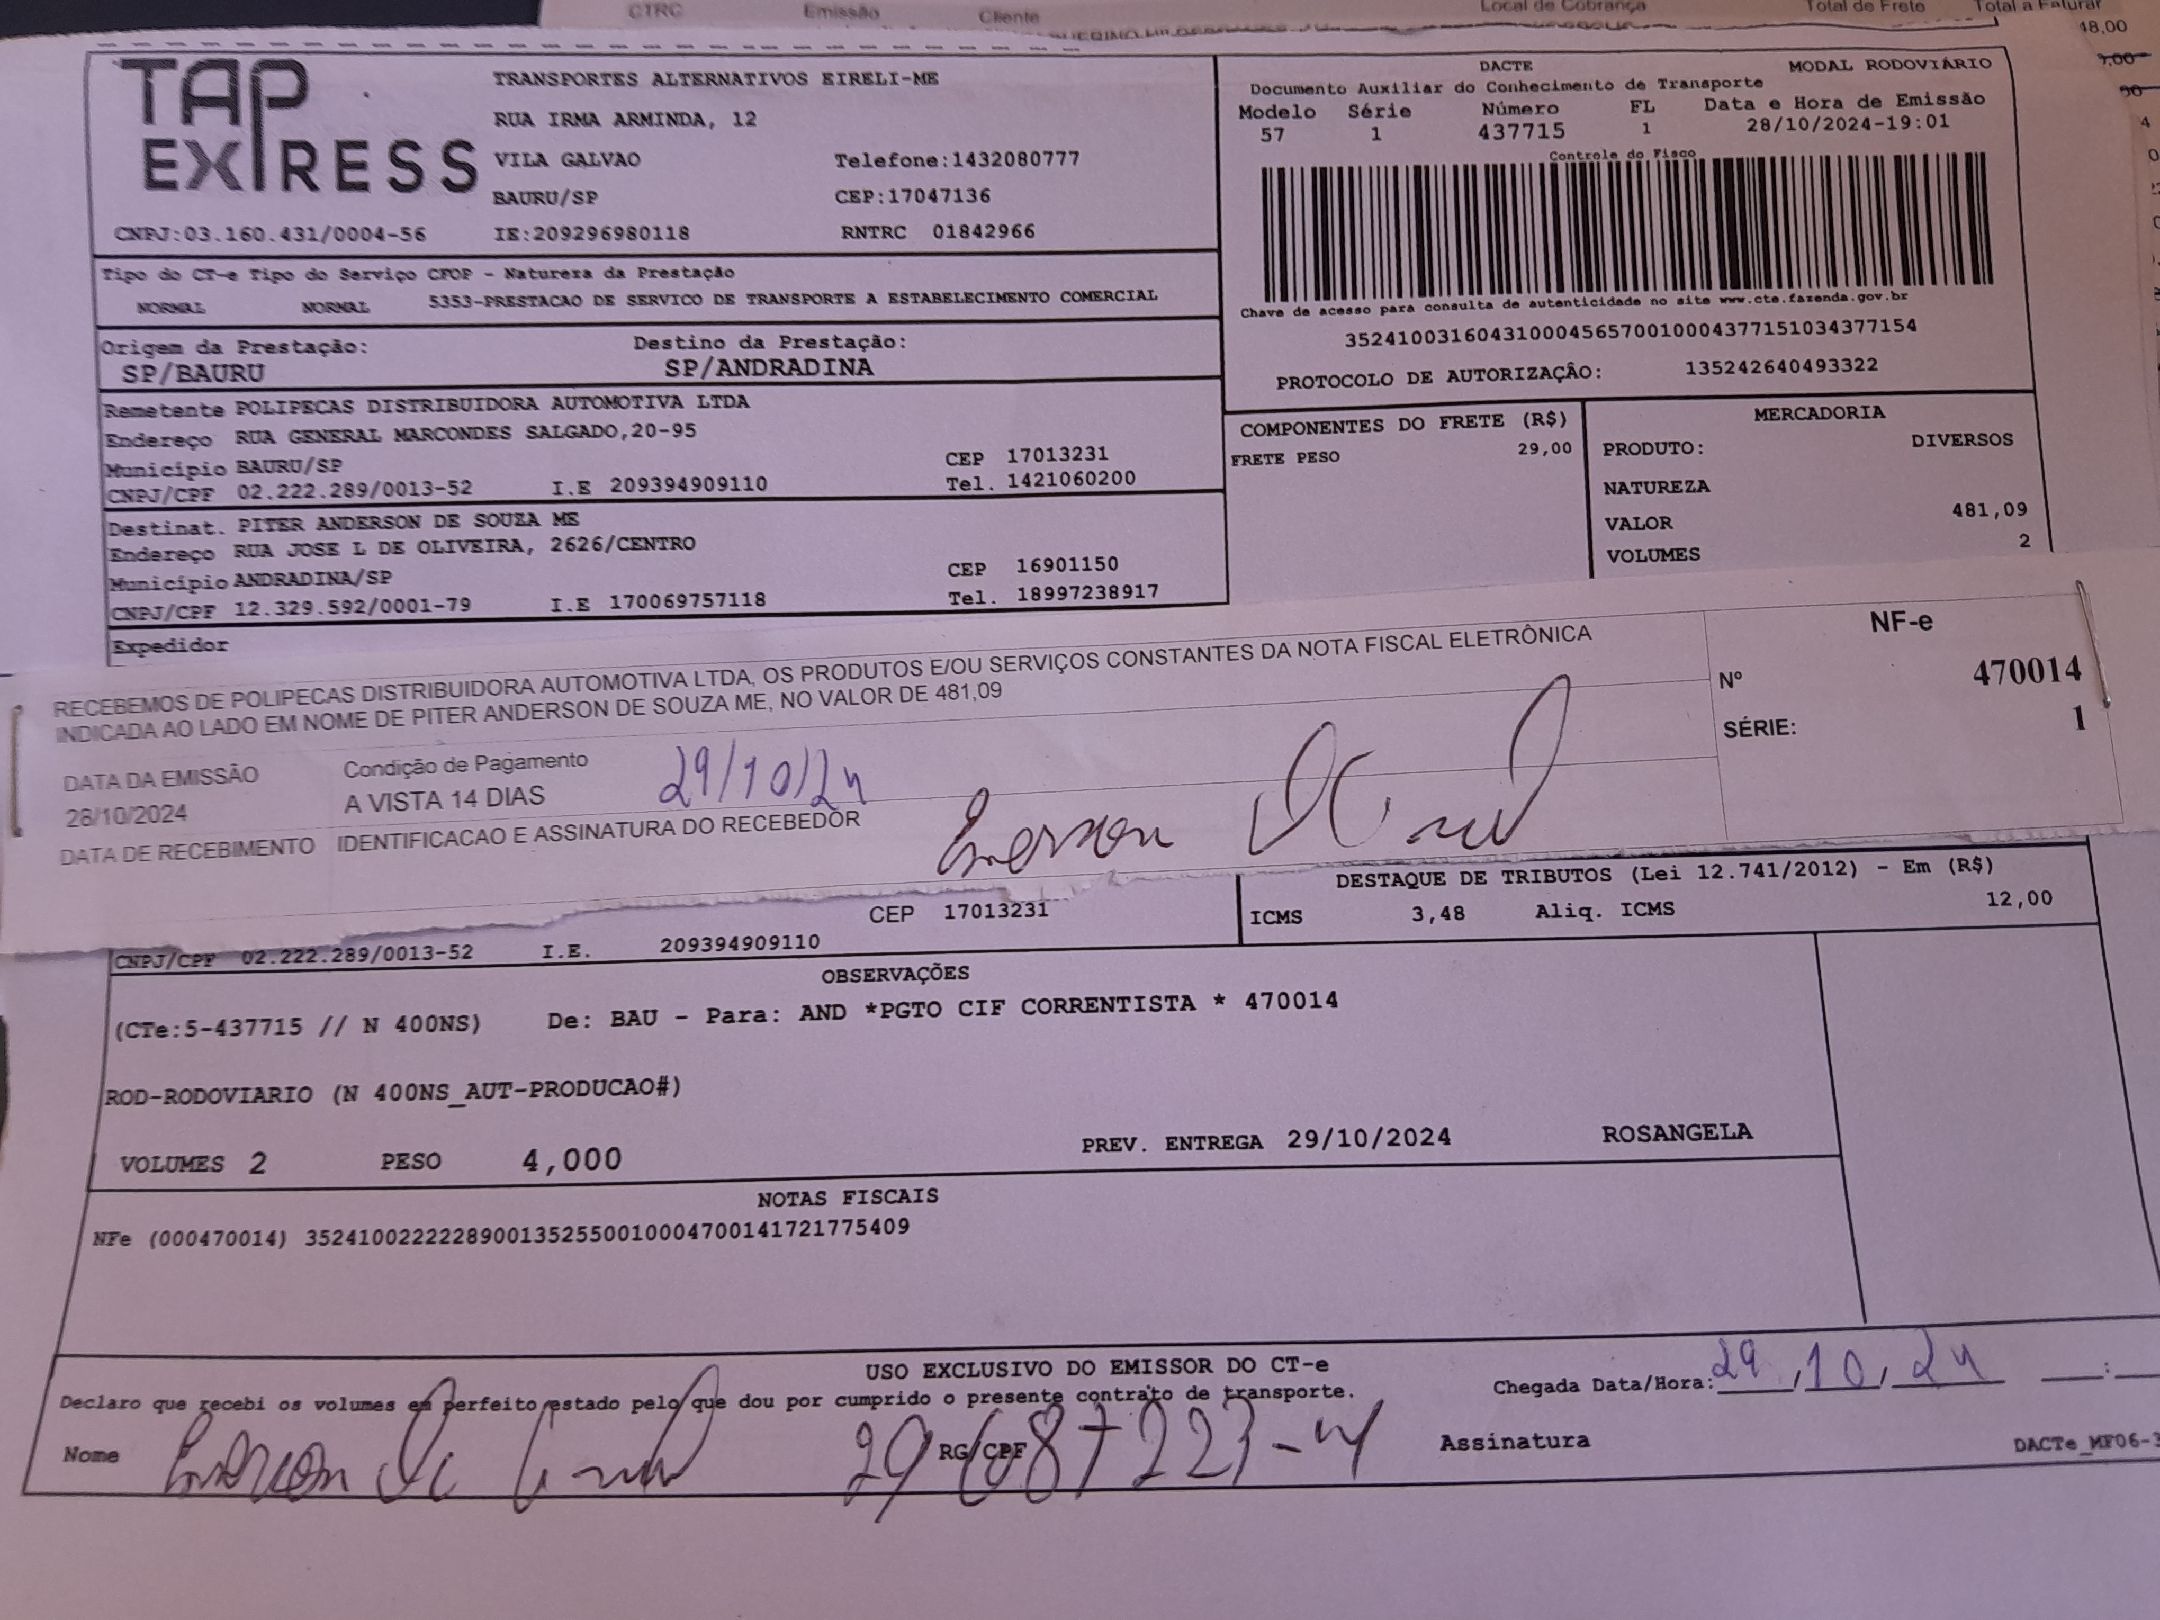 CTRC Emissão Cliente Local de Cobrança Total de Frete Total a Faturar
48,00
TAP EXPRESS
TRANSPORTES ALTERNATIVOS EIRELI-ME
RUA IRMA ARMINDA, 12
VILA GALVAO Telefone:1432080777
BAURU/SP CEP:17047136
CNPJ:03.160.431/0004-56 IE:209296980118 RNTRC 01842966
DACTE MODAL RODOVIÁRIO
Documento Auxiliar do Conhecimento de Transporte
Modelo Série Número FL Data e Hora de Emissão
57 1 437715 1 28/10/2024-19:01
Controle do Fisco
Chave de acesso para consulta de autenticidade no site www.cte.fazenda.gov.br
35241003160431000456570010004377151034377154
PROTOCOLO DE AUTORIZAÇÃO: 135242640493322
Tipo do CT-e Tipo do Serviço CFOP - Natureza da Prestação
NORMAL NORMAL 5353-PRESTACAO DE SERVICO DE TRANSPORTE A ESTABELECIMENTO COMERCIAL
Origem da Prestação: Destino da Prestação:
SP/BAURU SP/ANDRADINA
Remetente POLIPECAS DISTRIBUIDORA AUTOMOTIVA LTDA
Endereço RUA GENERAL MARCONDES SALGADO,20-95
Município BAURU/SP CEP 17013231
CNPJ/CPF 02.222.289/0013-52 I.E 209394909110 Tel. 1421060200
Destinat. PITER ANDERSON DE SOUZA ME
Endereço RUA JOSE L DE OLIVEIRA, 2626/CENTRO
Município ANDRADINA/SP CEP 16901150
CNPJ/CPF 12.329.592/0001-79 I.E 170069757118 Tel. 18997238917
Expedidor
COMPONENTES DO FRETE (R$)
FRETE PESO 29,00
MERCADORIA
PRODUTO: DIVERSOS
NATUREZA
VALOR 481,09
VOLUMES 2
RECEBEMOS DE POLIPECAS DISTRIBUIDORA AUTOMOTIVA LTDA, OS PRODUTOS E/OU SERVIÇOS CONSTANTES DA NOTA FISCAL ELETRÔNICA
INDICADA AO LADO EM NOME DE PITER ANDERSON DE SOUZA ME, NO VALOR DE 481,09
NF-e
Nº 470014
SÉRIE: 1
DATA DA EMISSÃO Condição de Pagamento
28/10/2024 A VISTA 14 DIAS 29/10/24
DATA DE RECEBIMENTO IDENTIFICACAO E ASSINATURA DO RECEBEDOR
Emerson
CEP 17013231
CNPJ/CPF 02.222.289/0013-52 I.E. 209394909110
DESTAQUE DE TRIBUTOS (Lei 12.741/2012) - Em (R$)
ICMS 3,48 Aliq. ICMS 12,00
OBSERVAÇÕES
(CTe:5-437715 // N 400NS) De: BAU - Para: AND *PGTO CIF CORRENTISTA * 470014
ROD-RODOVIARIO (N 400NS_AUT-PRODUCAO#)
VOLUMES 2 PESO 4,000 PREV. ENTREGA 29/10/2024 ROSANGELA
NOTAS FISCAIS
NFe (000470014) 35241002222289001352550010004700141721775409
USO EXCLUSIVO DO EMISSOR DO CT-e
Declaro que recebi os volumes em perfeito estado pelo que dou por cumprido o presente contrato de transporte.
Chegada Data/Hora: 29/10/24 __:
Nome Emerson RG/CPF Assinatura
DACTe_MF06-3